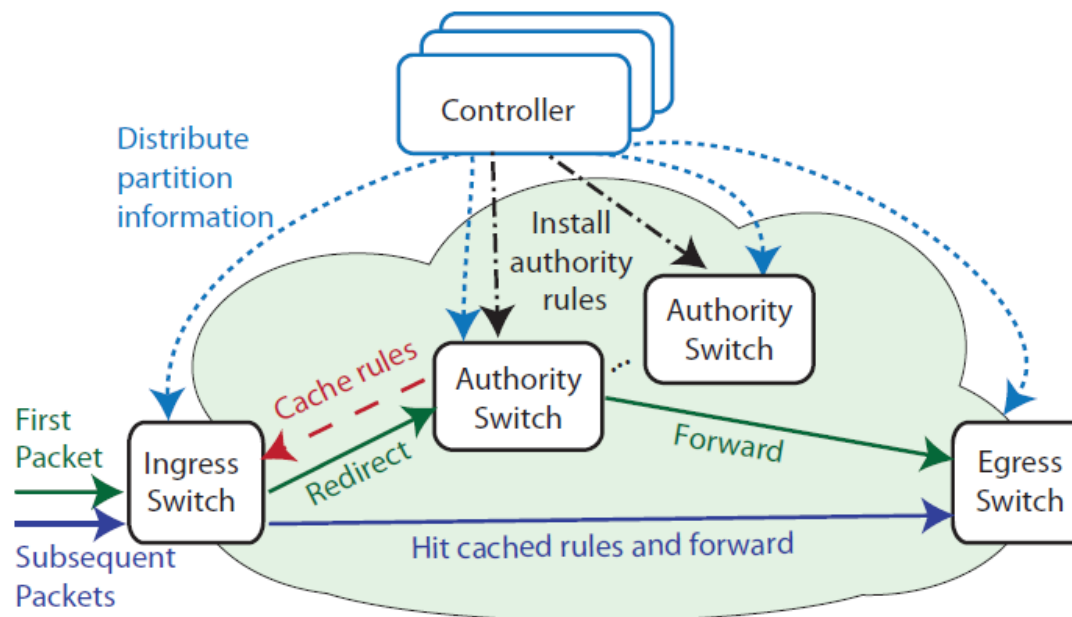 Controller
Distribute
partition
information
Install
authority
rules
Authority
Switch
Authority
Switch
Cache rules
First
Packet
Ingress
Switch
Redirect
Forward
Egress
Switch
Hit cached rules and forward
Subsequent
Packets